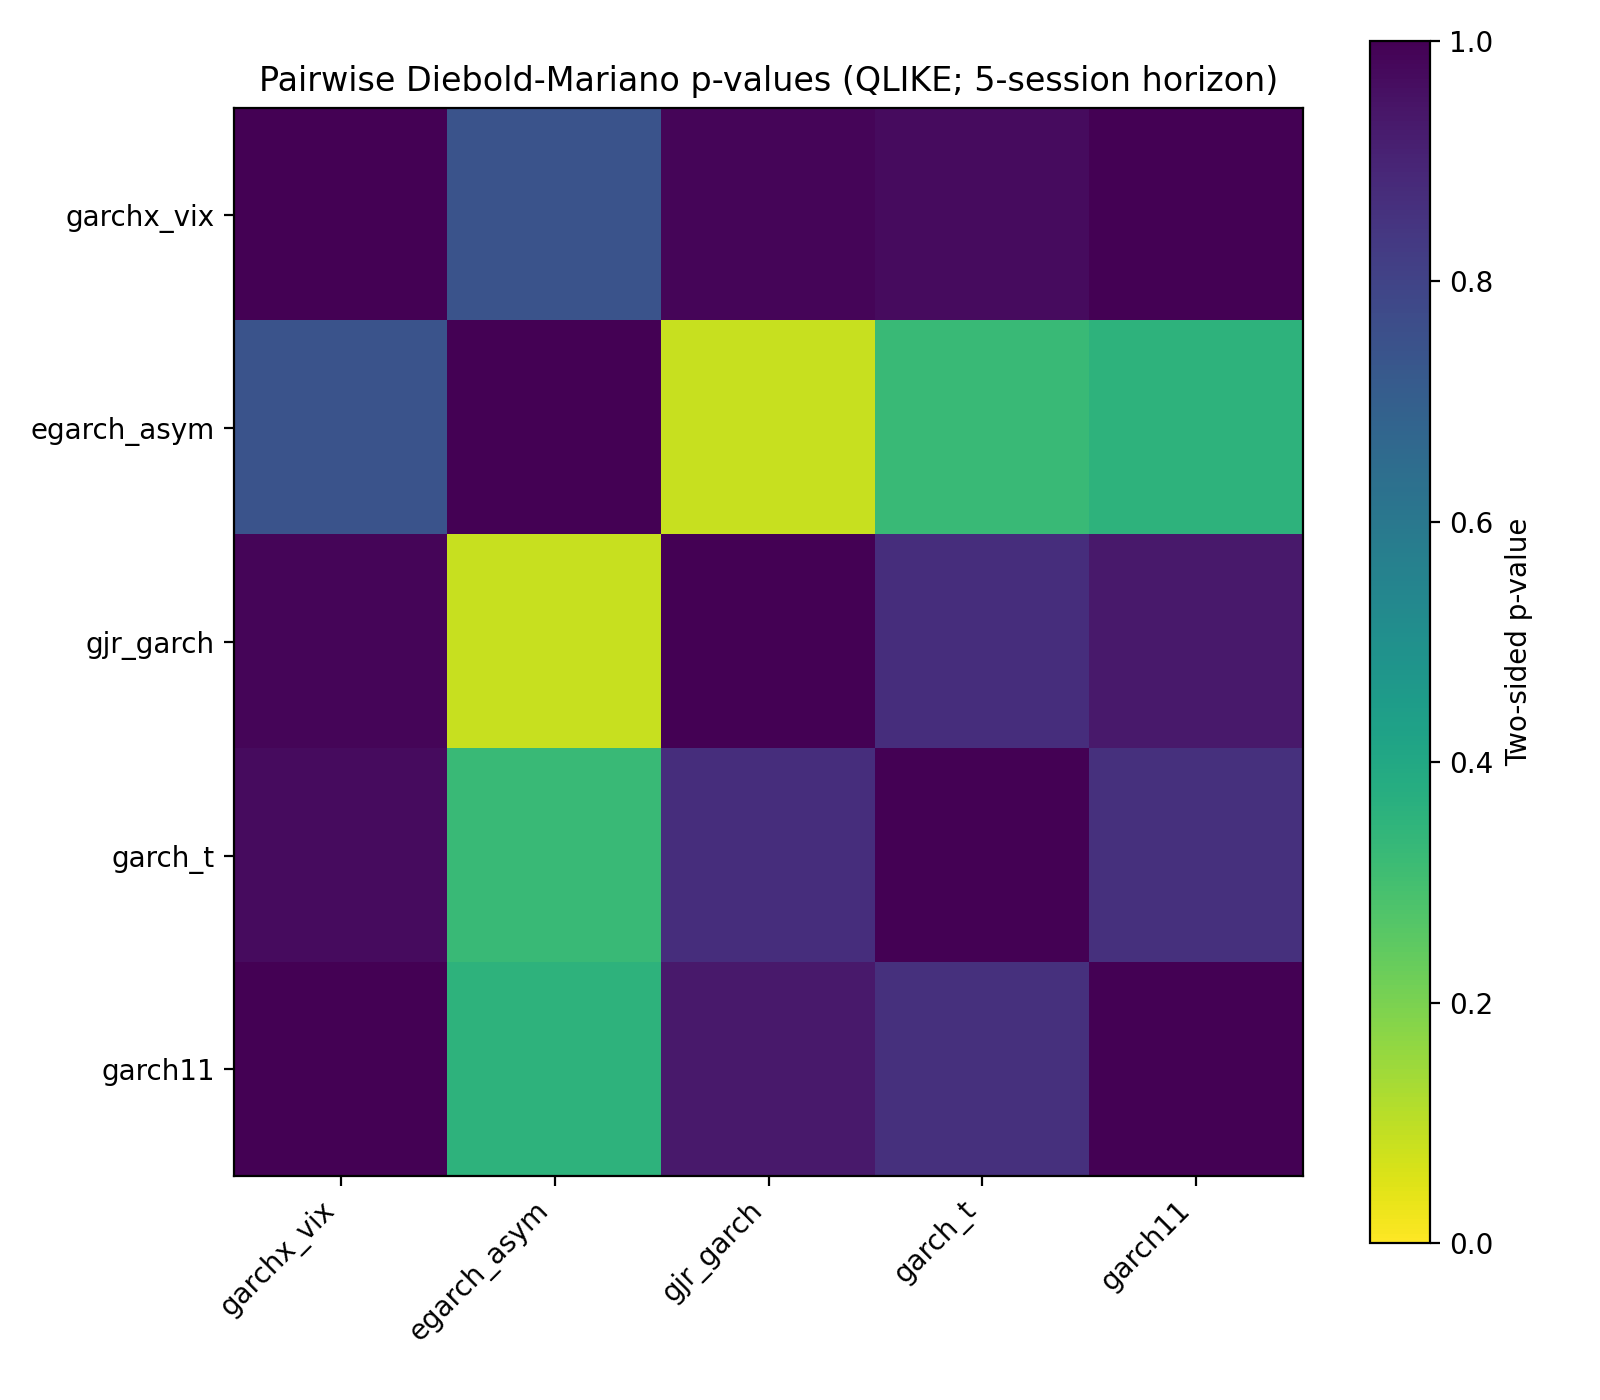 Pairwise Diebold-Mariano p-values (QLIKE; 5-session horizon)
garchx_vix
egarch_asym
gjr_garch
garch_t
garch11
garchx_vix
egarch_asym
gjr_garch
garch_t
garch11
1.0
0.8
0.6
0.4
0.2
0.0
Two-sided p-value